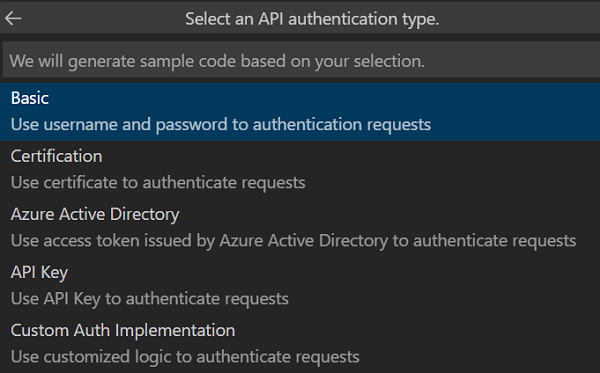 Select an API authentication type.
We will generate sample code based on your selection.
Basic
Use username and password to authentication requests
Certification
Use certificate to authenticate requests
Azure Active Directory
Use access token issued by Azure Active Directory to authenticate requests
API Key
Use API Key to authenticate requests
Custom Auth Implementation
Use customized logic to authenticate requests